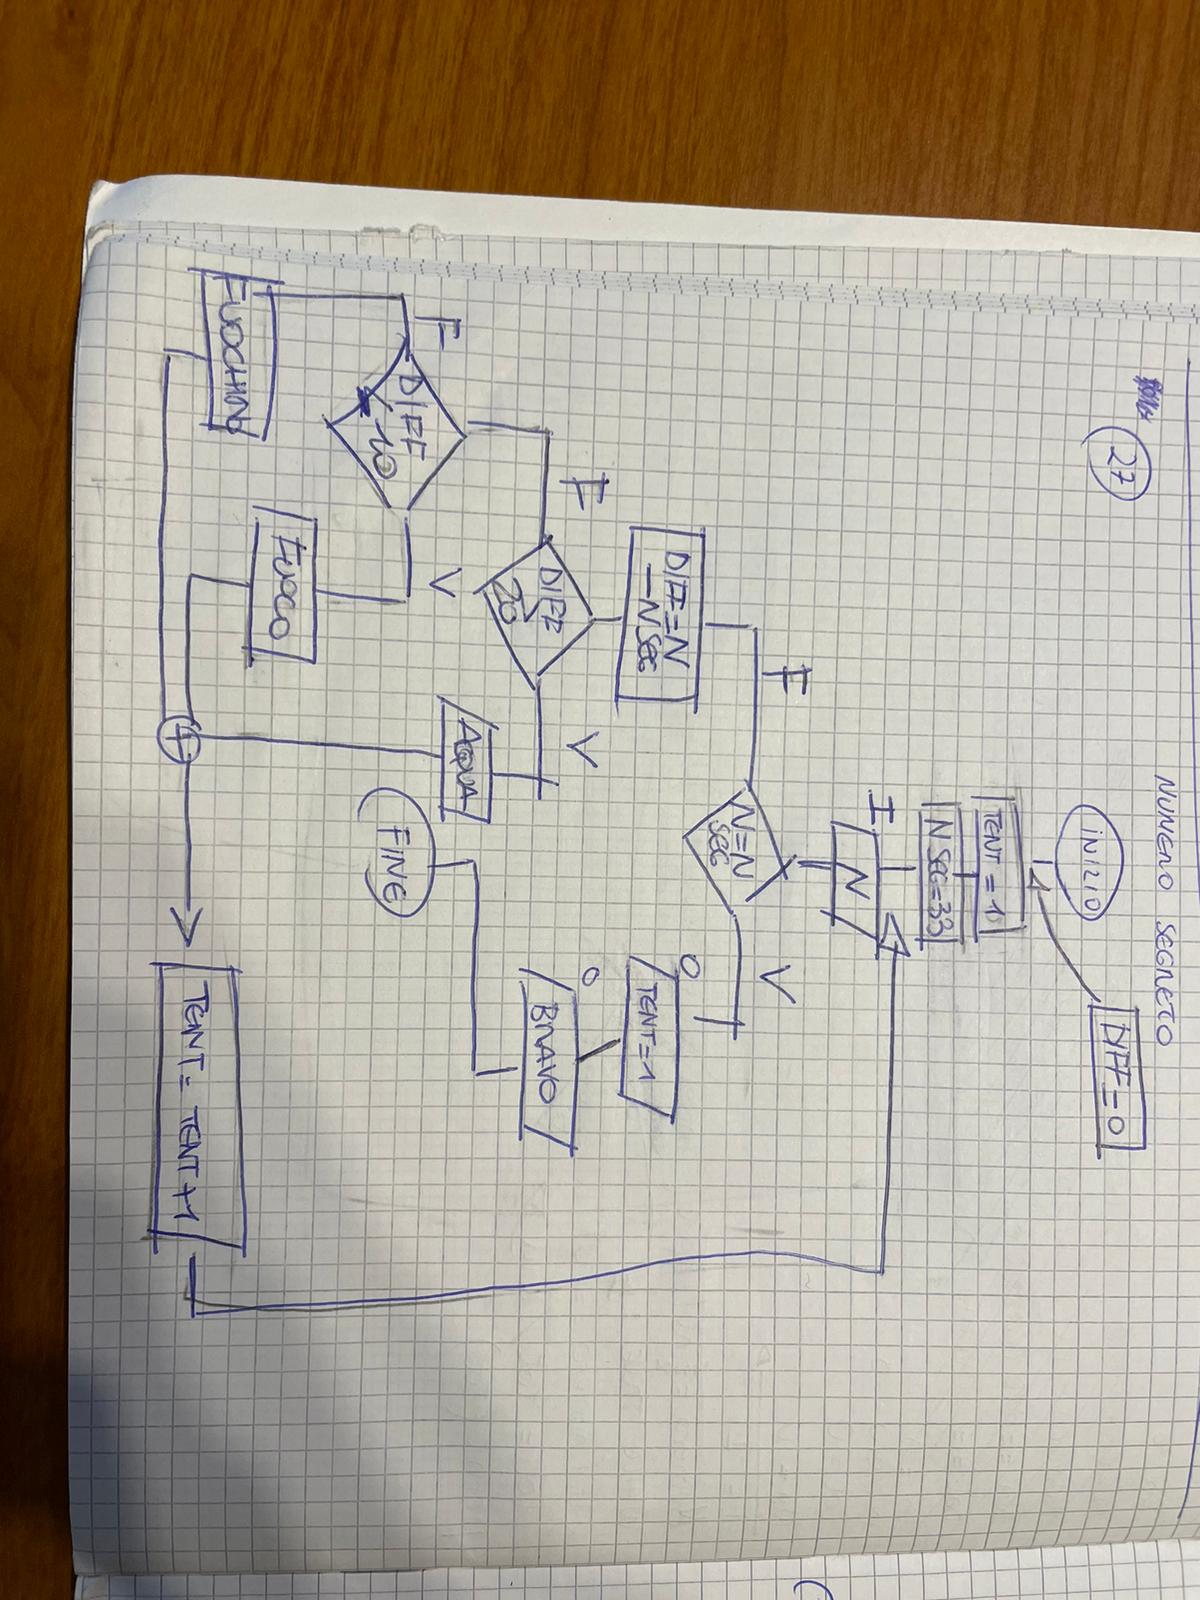 27
NUMERO SEGRETO
INIZIO
DIFF=0
TENT=1
N SEG=33
I
N
N=N
SEG
F
V
DIFF=N
-N SEG
O
TENT=1
DIFF
>
20
F
V
O
BRAVO
ACQUA
FINE
DIFF
10
F
V
FUOCO
FUOCHINO
+
TENT= TENT+1